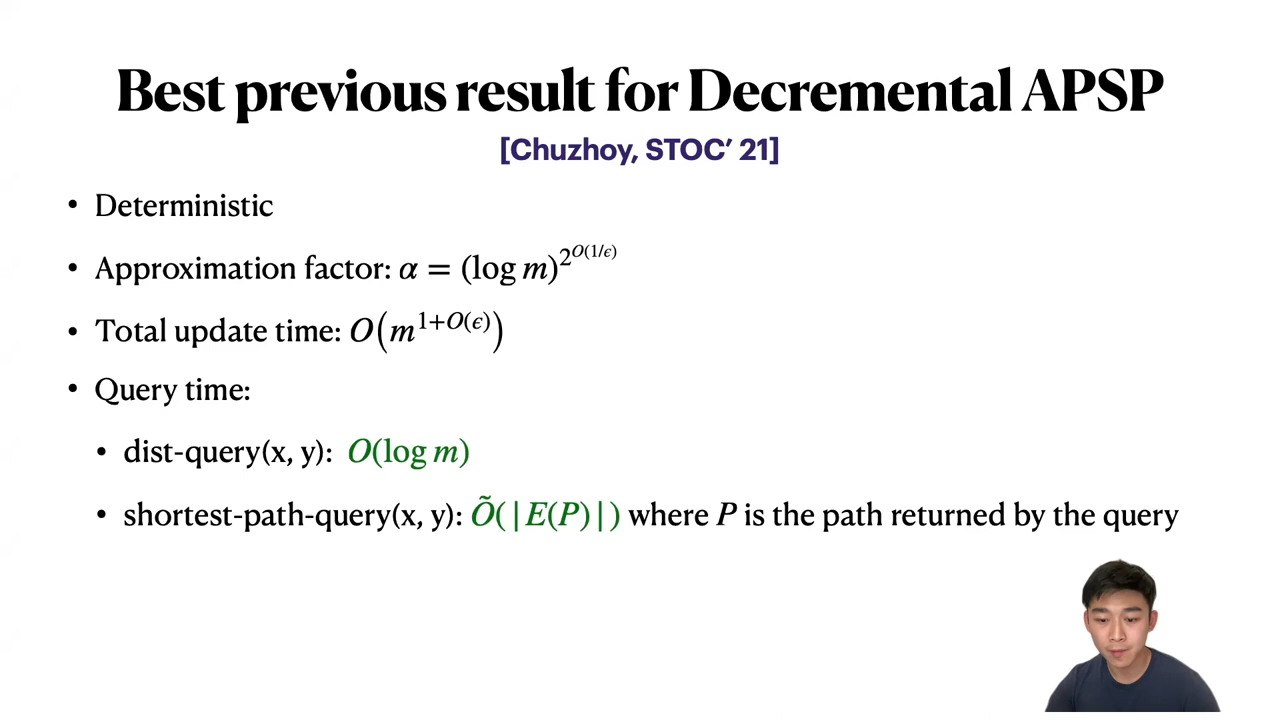 Best previous result for Decremental APSP
[Chuzhoy, STOC’ 21]
• Deterministic
• Approximation factor: α = (log m)^{2^{O(1/ϵ)}}
• Total update time: O(m^{1+O(ϵ)})
• Query time:
• dist-query(x, y): O(log m)
• shortest-path-query(x, y): Õ(|E(P)|) where P is the path returned by the query